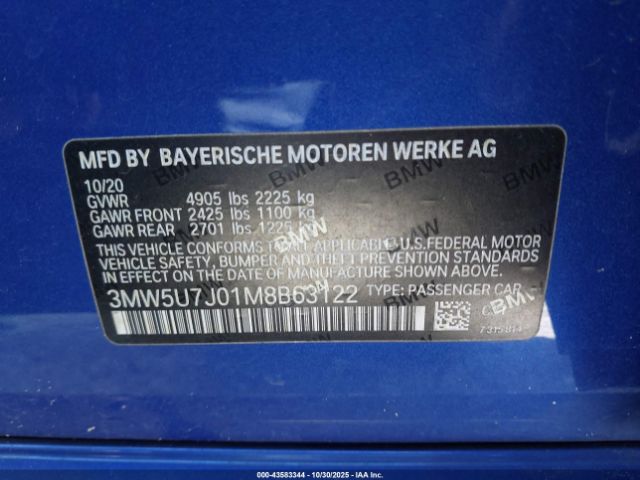 MFD BY BAYERISCHE MOTOREN WERKE AG
10/20
GVWR 4905 lbs 2225 kg
GAWR FRONT 2425 lbs 1100 kg
GAWR REAR 2701 lbs 1225 kg
THIS VEHICLE CONFORMS TO ALL APPLICABLE U.S. FEDERAL MOTOR
VEHICLE SAFETY, BUMPER AND THEFT PREVENTION STANDARDS
IN EFFECT ON THE DATE OF MANUFACTURE SHOWN ABOVE.
3MW5U7J01M8B63122 TYPE: PASSENGER CAR
7315814
000-43583344 | 10/30/2025 - IAA Inc.